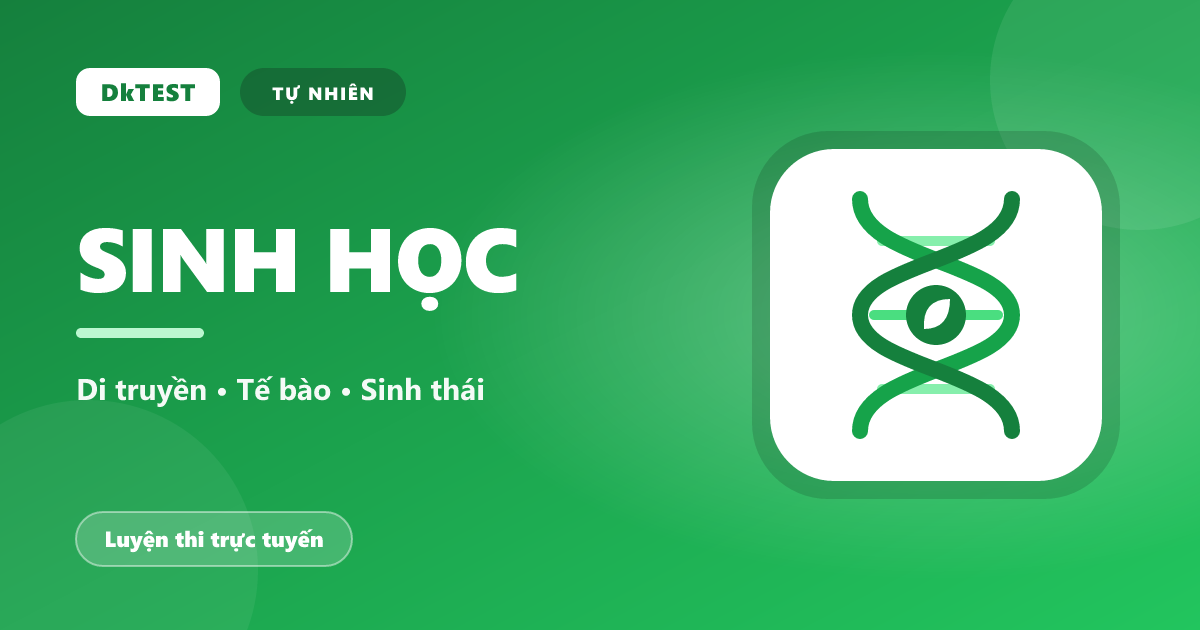 DkTEST
TỰ NHIÊN
SINH HỌC
Di truyền • Tế bào • Sinh thái
Luyện thi trực tuyến